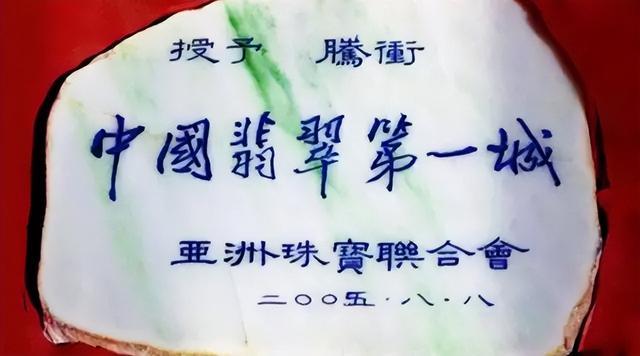 授予 騰衝
中國翡翠第一城
亞洲珠寶聯合會
二〇〇五·八·八